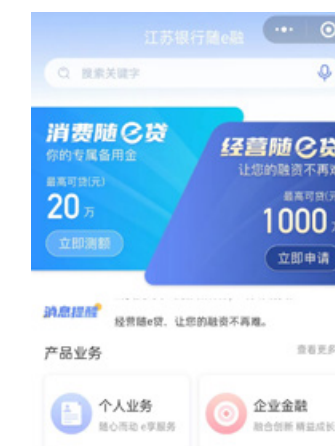 江苏银行随e融
搜索关键字
消费随e贷
你的专属备用金
最高可贷(元)
20万
立即测额
经营随e贷
让您的融资不再难
最高可贷(元
1000
立即申请
消息提醒
经营随e贷, 让您的融资不再难。
产品业务
查看更多
个人业务
随心而动 e享服务
企业金融
融合创新 精益成长